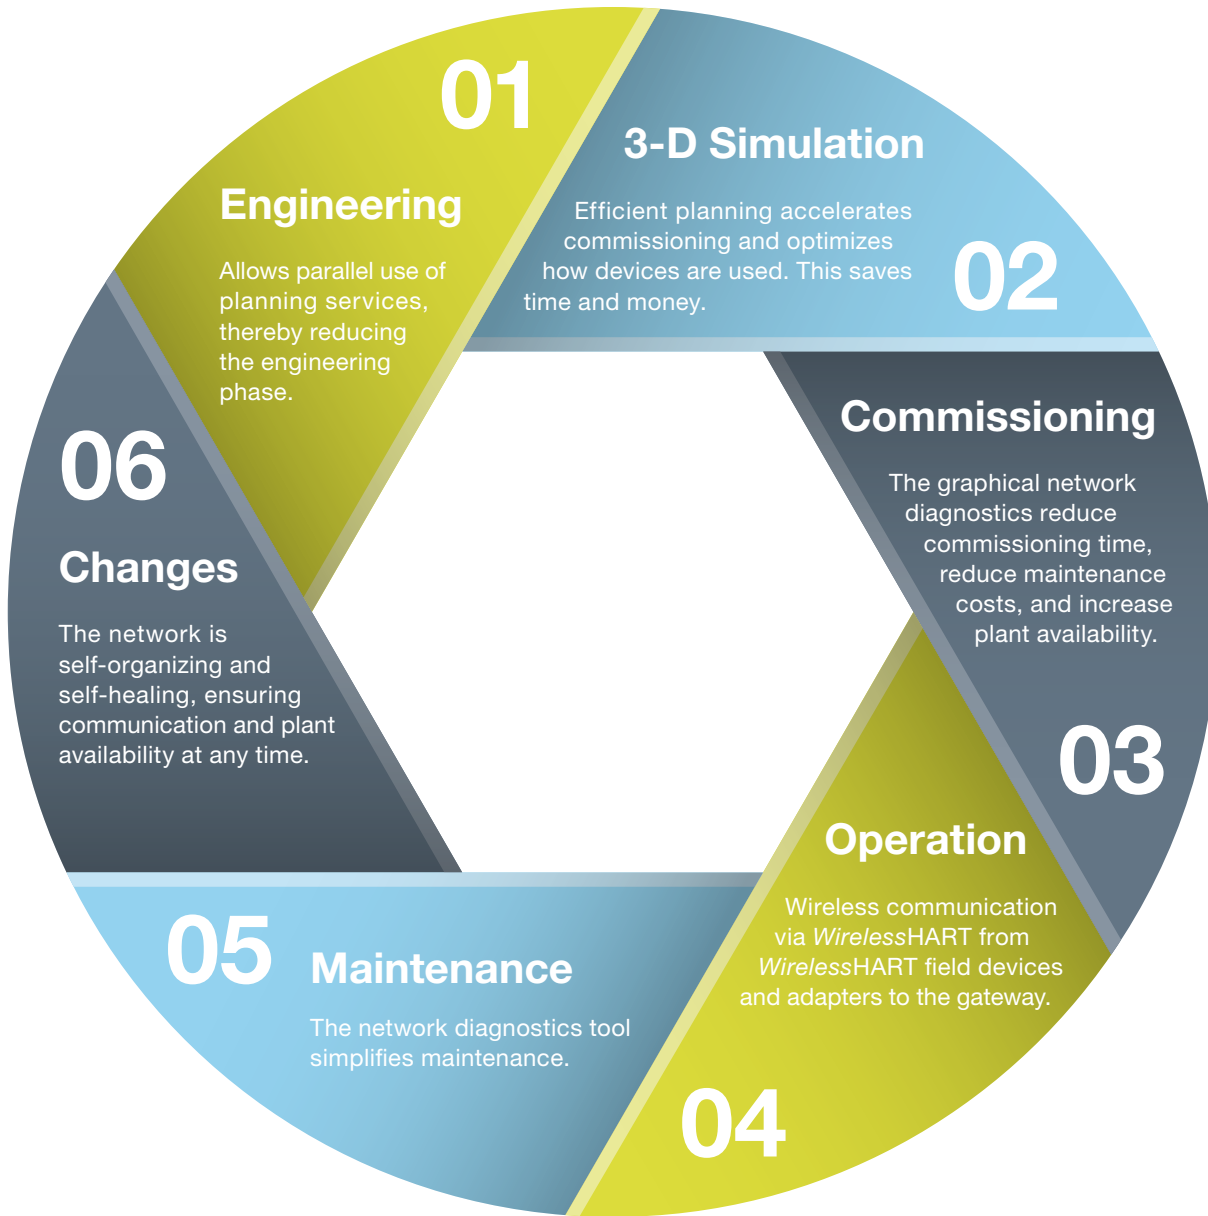 01
Engineering
Allows parallel use of
planning services,
thereby reducing
the engineering
phase.
3-D Simulation
Efficient planning accelerates
commissioning and optimizes
how devices are used. This saves
time and money.
02
Commissioning
The graphical network
diagnostics reduce
commissioning time,
reduce maintenance
costs, and increase
plant availability.
03
Operation
Wireless communication
via WirelessHART from
WirelessHART field devices
and adapters to the gateway.
04
05
Maintenance
The network diagnostics tool
simplifies maintenance.
06
Changes
The network is
self-organizing and
self-healing, ensuring
communication and plant
availability at any time.